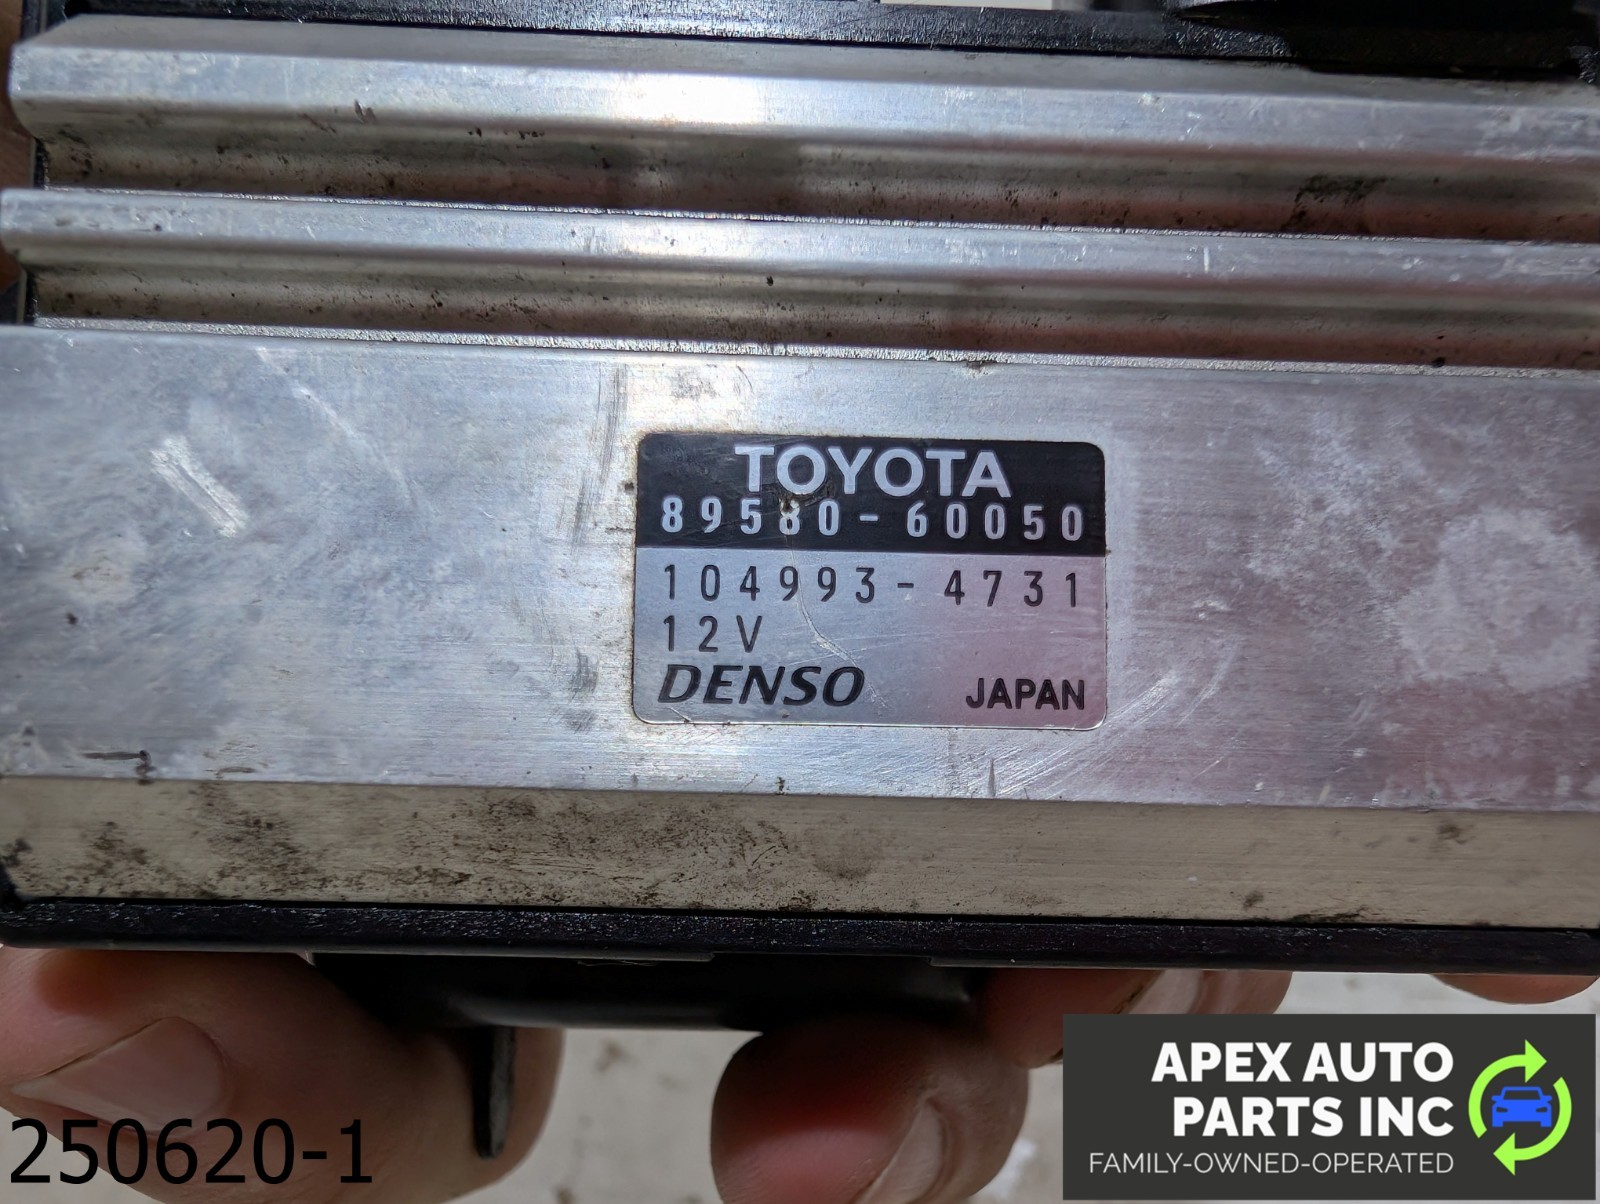 TOYOTA
89580-60050
104993-4731
12V
DENSO JAPAN
250620-1
APEX AUTO
PARTS INC
FAMILY-OWNED-OPERATED